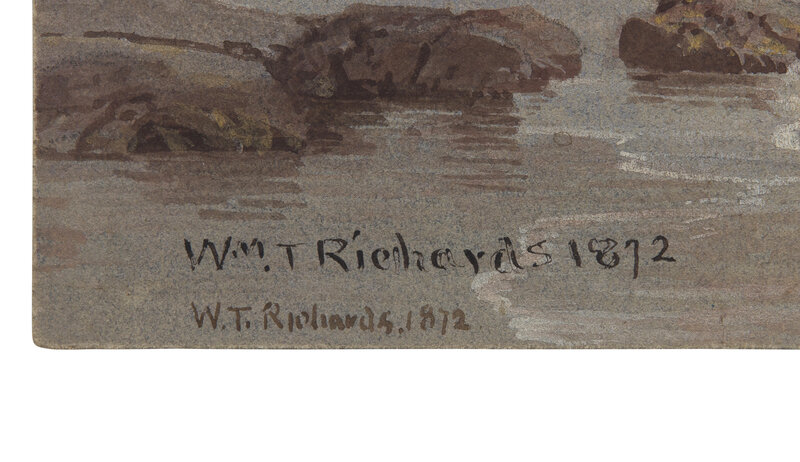 Wm. T Richards 1872
W.T. Richards. 1872